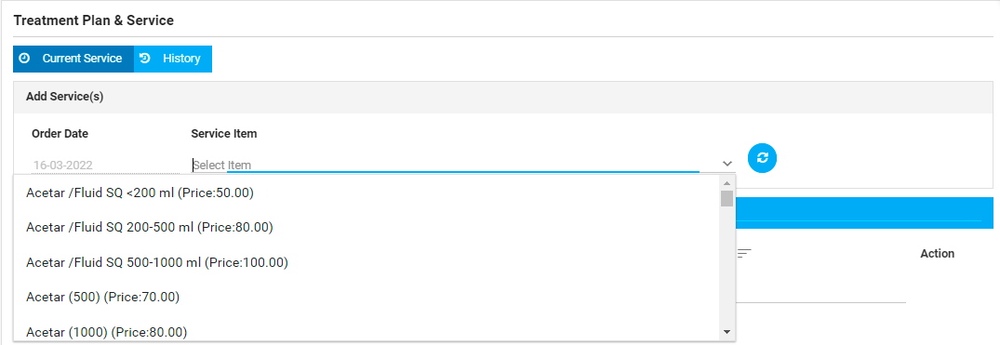 Treatment Plan & Service
Current Service History
Add Service(s)
Order Date Service Item
16-03-2022 Select Item
Acetar /Fluid SQ <200 ml (Price:50.00)
Acetar /Fluid SQ 200-500 ml (Price:80.00)
Acetar /Fluid SQ 500-1000 ml (Price:100.00)
Action
Acetar (500) (Price:70.00)
Acetar (1000) (Price:80.00)